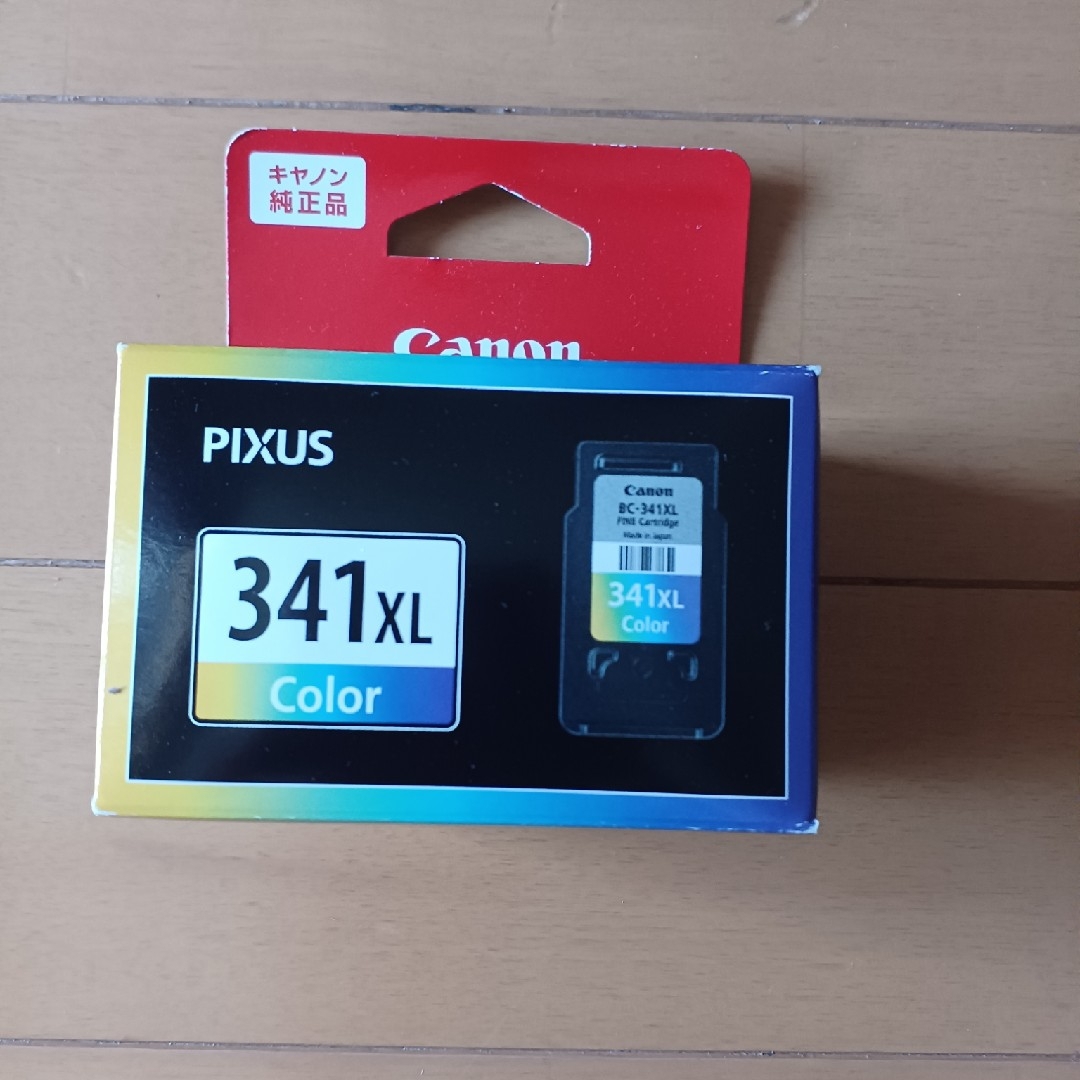 キヤノン
純正品
Canon
PIXUS
341XL
Color
Canon
BC-341XL
FINE Cartridge
Made in Japan
341XL
Color